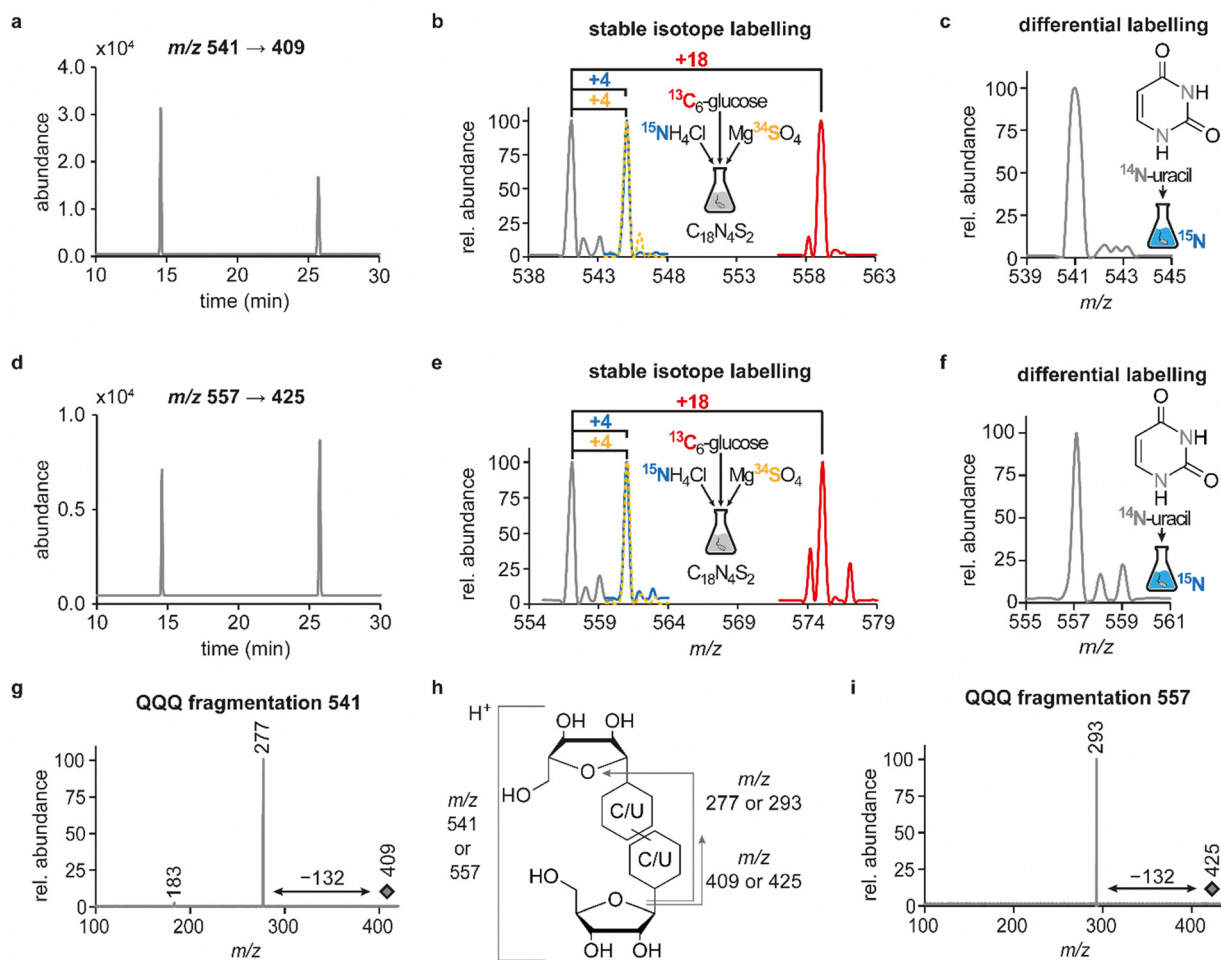 a
x10⁴
m/z 541 → 409
4.0
3.0
2.0
1.0
0.0
abundance
10 15 20 25 30
time (min)
b
stable isotope labelling
+18
+4
+4
¹³C₆-glucose
¹⁵NH₄Cl
Mg³⁴SO₄
C₁₈N₄S₂
rel. abundance
100
75
50
25
0
538 543 548 553 558 563
c
differential labelling
O
NH
N
H
O
¹⁴N-uracil
¹⁵N
rel. abundance
100
75
50
25
0
539 541 543 545
m/z
d
x10⁴
m/z 557 → 425
1.0
0.5
0.0
abundance
10 15 20 25 30
time (min)
e
stable isotope labelling
+18
+4
+4
¹³C₆-glucose
¹⁵NH₄Cl
Mg³⁴SO₄
C₁₈N₄S₂
rel. abundance
100
75
50
25
0
554 559 564 569 574 579
m/z
f
differential labelling
O
NH
N
H
O
¹⁴N-uracil
¹⁵N
rel. abundance
100
75
50
25
0
555 557 559 561
m/z
g
QQQ fragmentation 541
277
183
−132
409
rel. abundance
100
75
50
25
0
100 200 300 400
m/z
h
H⁺
OH OH
O
HO
C/U
C/U
HO
O
OH OH
m/z
541
or
557
m/z
277 or 293
m/z
409 or 425
i
QQQ fragmentation 557
293
−132
425
rel. abundance
100
75
50
25
0
100 200 300 400
m/z